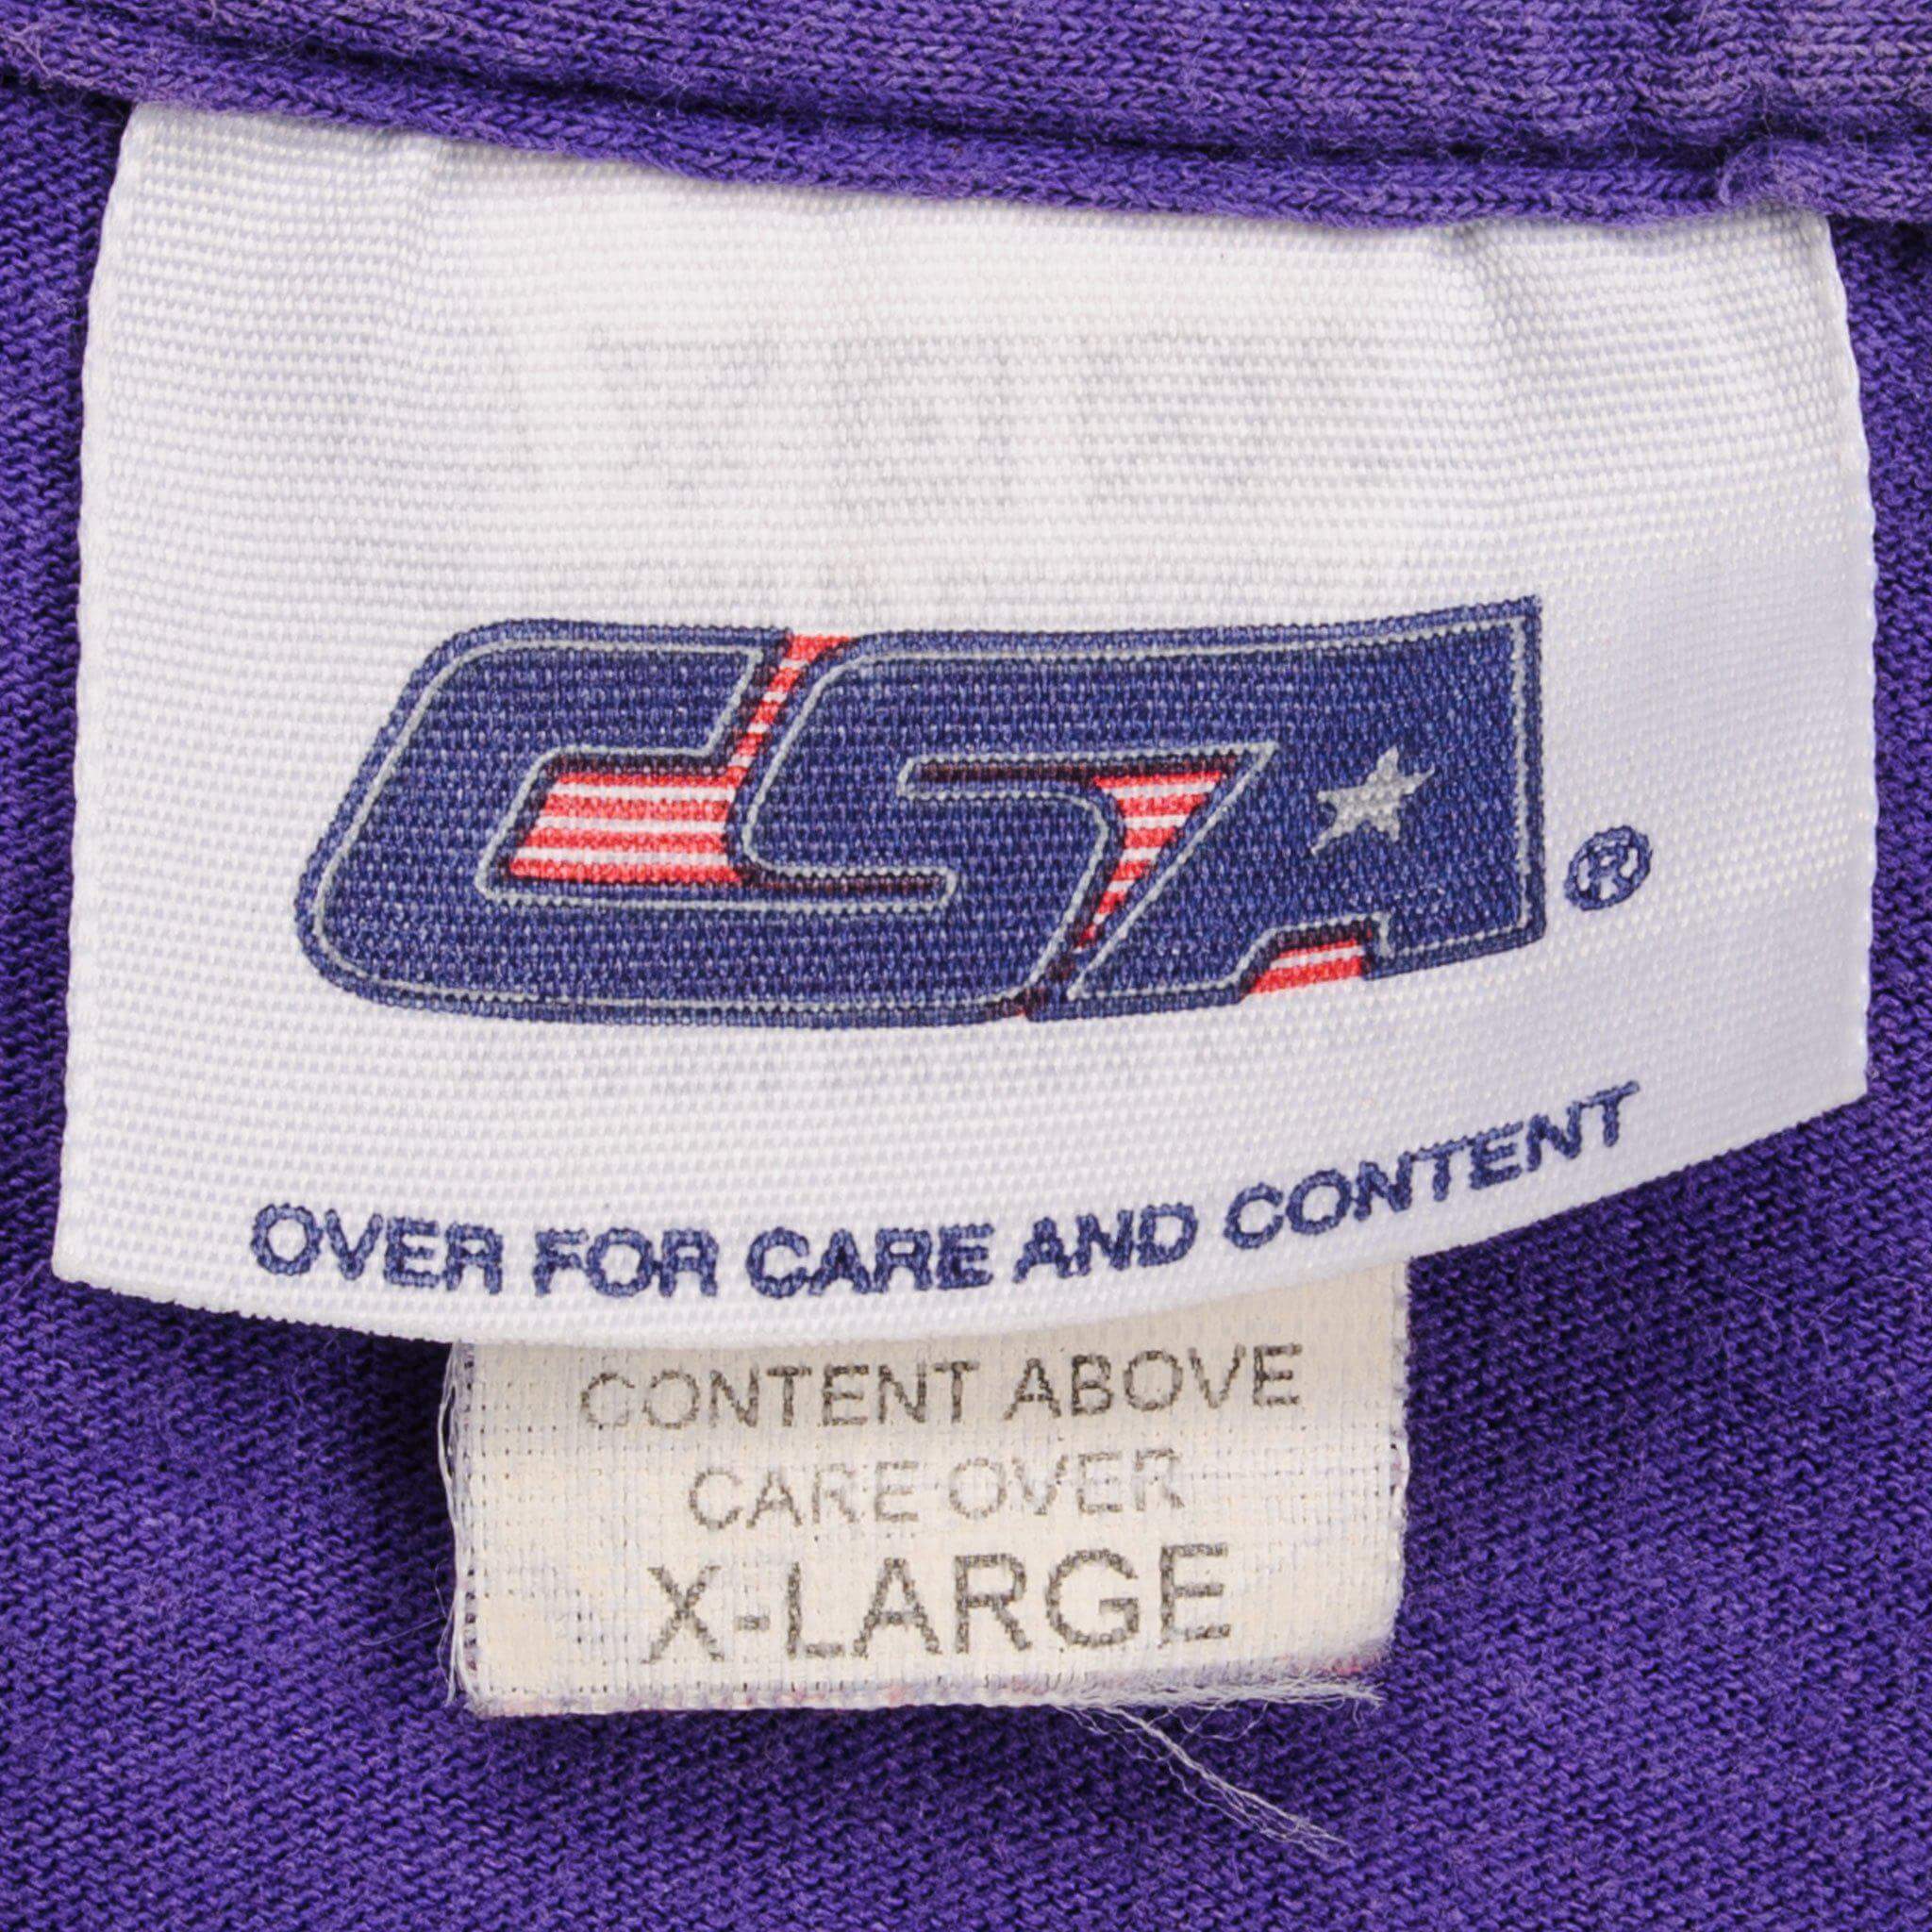 CSA ®
OVER FOR CARE AND CONTENT
CONTENT ABOVE
CARE OVER
X-LARGE